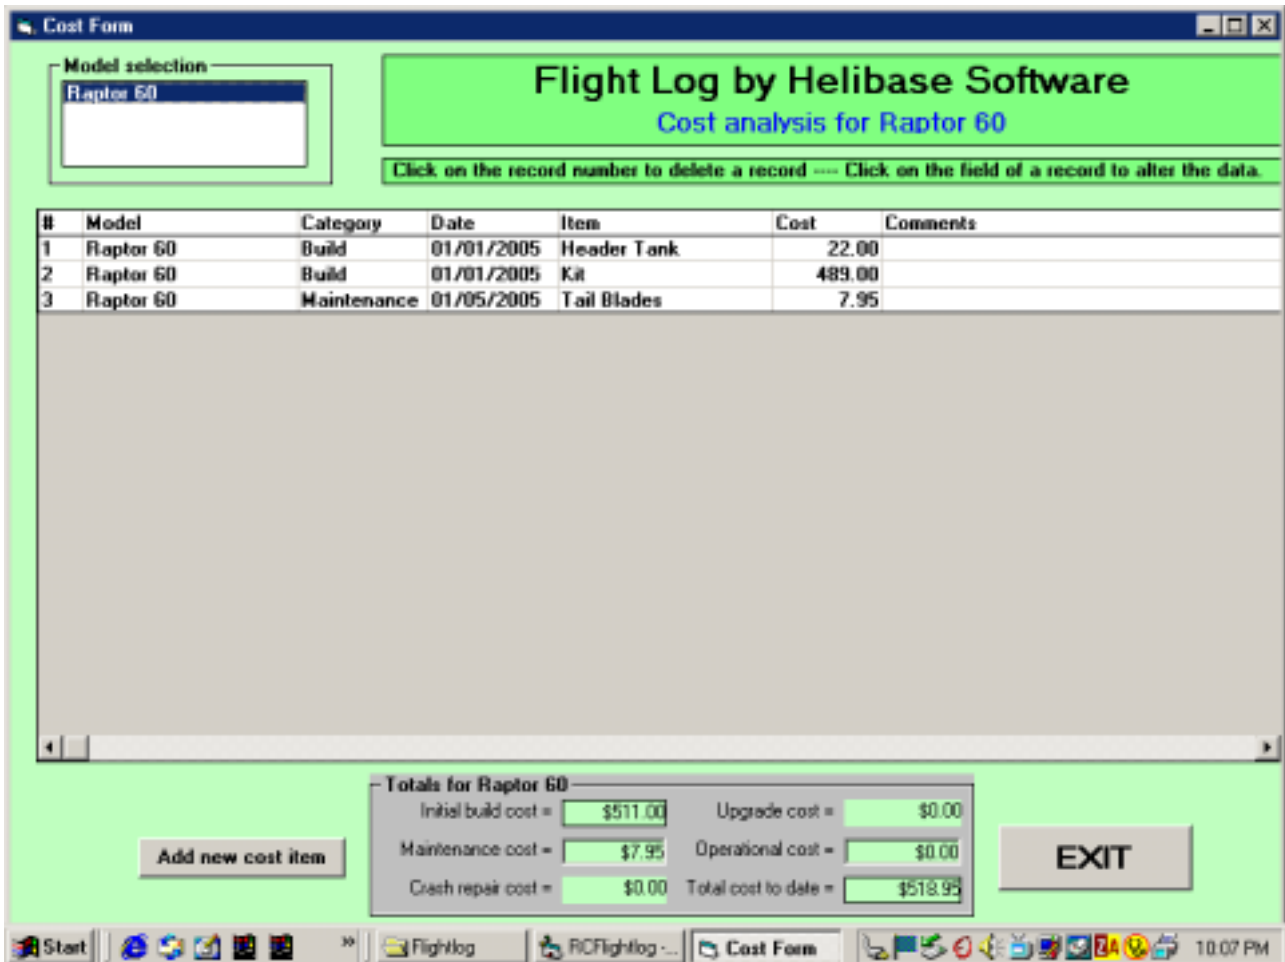 Cost Form
Model selection
Raptor 60
Flight Log by Helibase Software
Cost analysis for Raptor 60
Click on the record number to delete a record ---- Click on the field of a record to alter the data.
# Model Category Date Item Cost Comments
1 Raptor 60 Build 01/01/2005 Header Tank 22.00
2 Raptor 60 Build 01/01/2005 Kit 489.00
3 Raptor 60 Maintenance 01/05/2005 Tail Blades 7.95
Totals for Raptor 60
Initial build cost = $511.00 Upgrade cost = $0.00
Maintenance cost = $7.95 Operational cost = $0.00
Crash repair cost = $0.00 Total cost to date = $518.95
Add new cost item
EXIT
Start » Flightlog RCFlightlog -... Cost Form ZA 10:07 PM